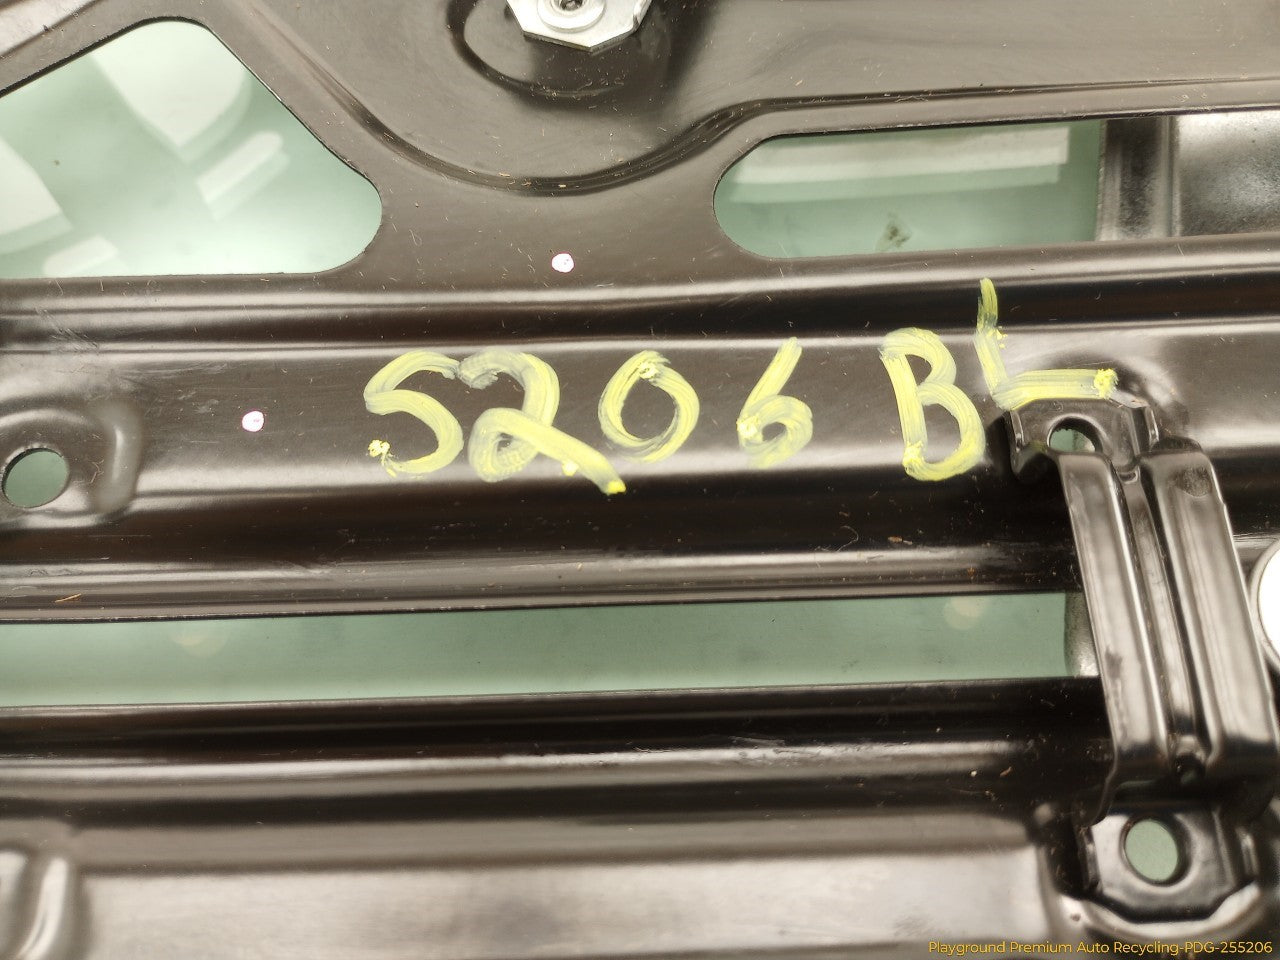 5206 BL
Playground Premium Auto Recycling-PDG-255206